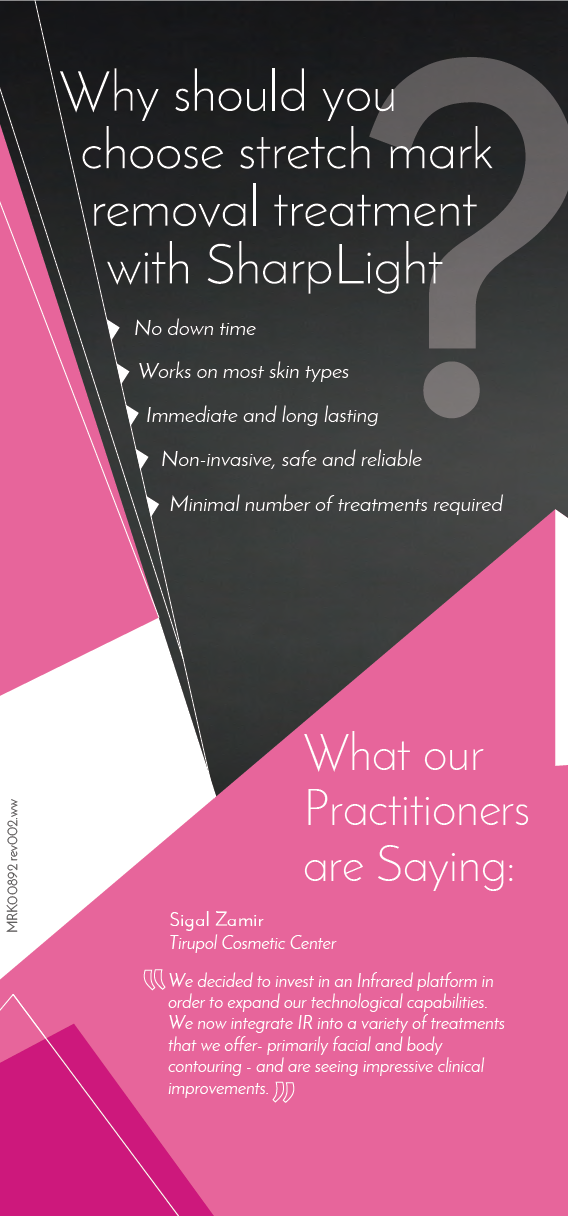 Why should you
choose stretch mark
removal treatment
with SharpLight
?
No down time
Works on most skin types
Immediate and long lasting
Non-invasive, safe and reliable
Minimal number of treatments required
What our
Practitioners
are Saying:
Sigal Zamir
Tirupol Cosmetic Center
We decided to invest in an Infrared platform in
order to expand our technological capabilities.
We now integrate IR into a variety of treatments
that we offer- primarily facial and body
contouring - and are seeing impressive clinical
improvements.
MRK00892 rev002.ww